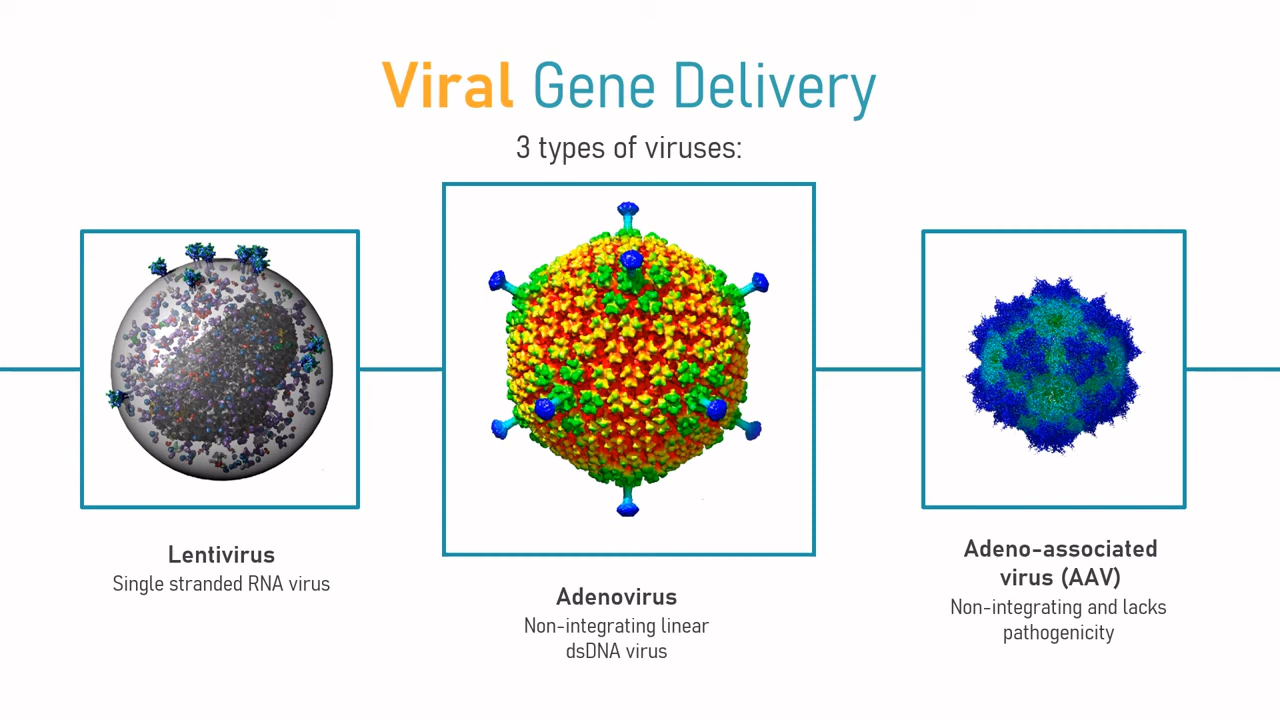 Viral Gene Delivery
3 types of viruses:
Lentivirus
Single stranded RNA virus
Adenovirus
Non-integrating linear
dsDNA virus
Adeno-associated
virus (AAV)
Non-integrating and lacks
pathogenicity